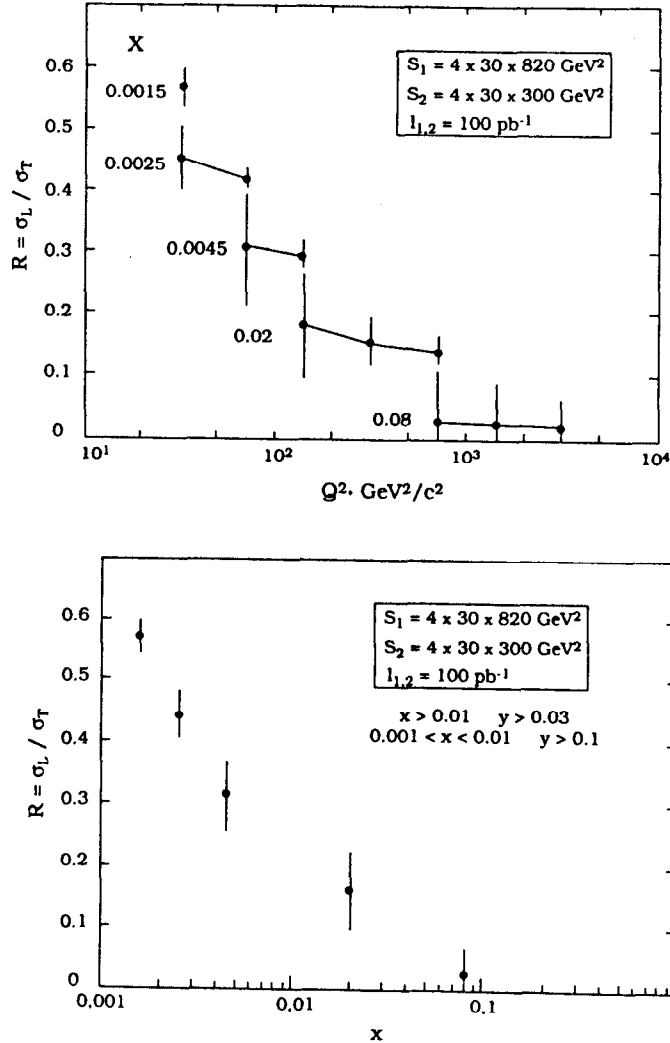 X
0.6
0.5
0.4
0.3
0.2
0.1
0
R = σL / σT
0.0015
0.0025
0.0045
0.02
0.08
S1 = 4 x 30 x 820 GeV²
S2 = 4 x 30 x 300 GeV²
l1,2 = 100 pb⁻¹
10¹ 10² 10³ 10⁴
Q². GeV²/c²
0.6
0.5
0.4
0.3
0.2
0.1
0
R = σL / σT
S1 = 4 x 30 x 820 GeV²
S2 = 4 x 30 x 300 GeV²
l1,2 = 100 pb⁻¹
x > 0.01 y > 0.03
0.001 < x < 0.01 y > 0.1
0.001 0.01 0.1
x